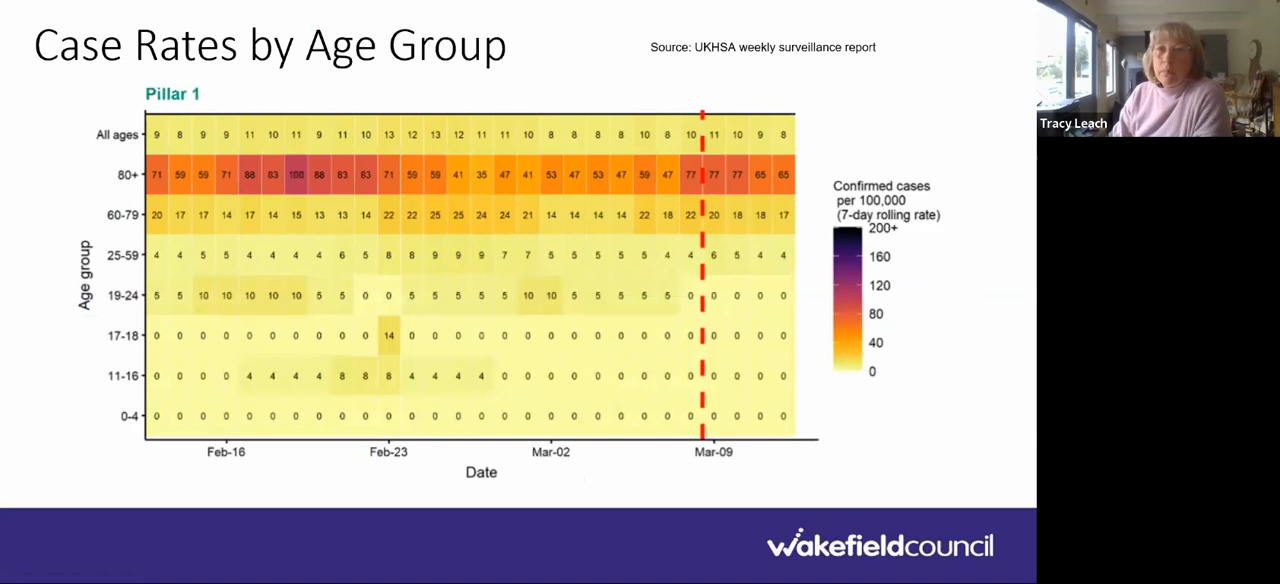 Case Rates by Age Group
Source: UKHSA weekly surveillance report
Tracy Leach
Pillar 1
All ages 9 8 9 9 11 10 11 9 11 10 13 12 13 12 11 11 10 8 8 8 8 10 8 10 11 10 9 8
80+ 71 59 59 71 88 83 100 88 83 83 71 59 59 41 35 47 41 53 47 53 47 59 47 77 77 77 65 65
60-79 20 17 17 14 17 14 15 13 13 14 22 22 25 25 24 24 21 14 14 14 14 22 18 22 20 18 18 17
25-59 4 4 5 5 4 4 4 4 6 5 8 8 9 9 9 7 7 5 5 5 5 5 4 4 6 5 4 4
19-24 5 5 10 10 10 10 10 5 5 0 0 5 5 5 5 5 10 10 5 5 5 5 5 0 0 0 0 0
17-18 0 0 0 0 0 0 0 0 0 0 14 0 0 0 0 0 0 0 0 0 0 0 0 0 0 0 0 0
11-16 0 0 0 0 4 4 4 4 8 8 8 4 4 4 4 0 0 0 0 0 0 0 0 0 0 0 0 0
0-4 0 0 0 0 0 0 0 0 0 0 0 0 0 0 0 0 0 0 0 0 0 0 0 0 0 0 0 0
Age group
Feb-16 Feb-23 Mar-02 Mar-09
Date
Confirmed cases
per 100,000
(7-day rolling rate)
200+
160
120
80
40
0
wakefieldcouncil